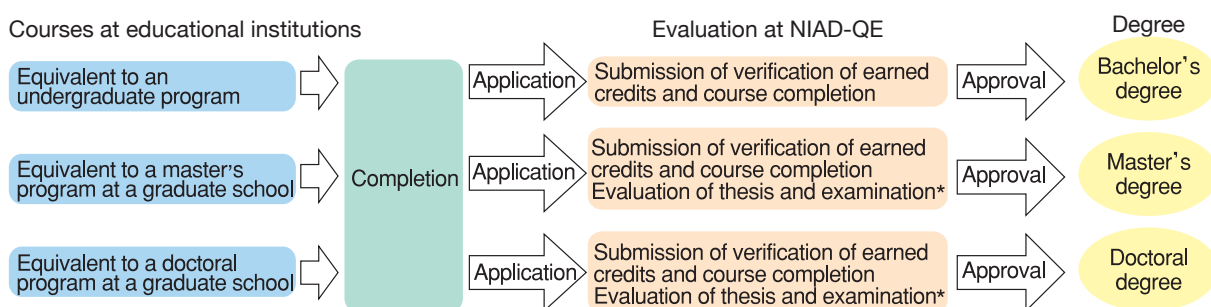 Courses at educational institutions
Evaluation at NIAD-QE
Degree
Equivalent to an
undergraduate program
Completion
Application
Submission of verification of earned
credits and course completion
Approval
Bachelor's
degree
Equivalent to a master's
program at a graduate school
Application
Submission of verification of earned
credits and course completion
Evaluation of thesis and examination*
Approval
Master's
degree
Equivalent to a doctoral
program at a graduate school
Application
Submission of verification of earned
credits and course completion
Evaluation of thesis and examination*
Approval
Doctoral
degree